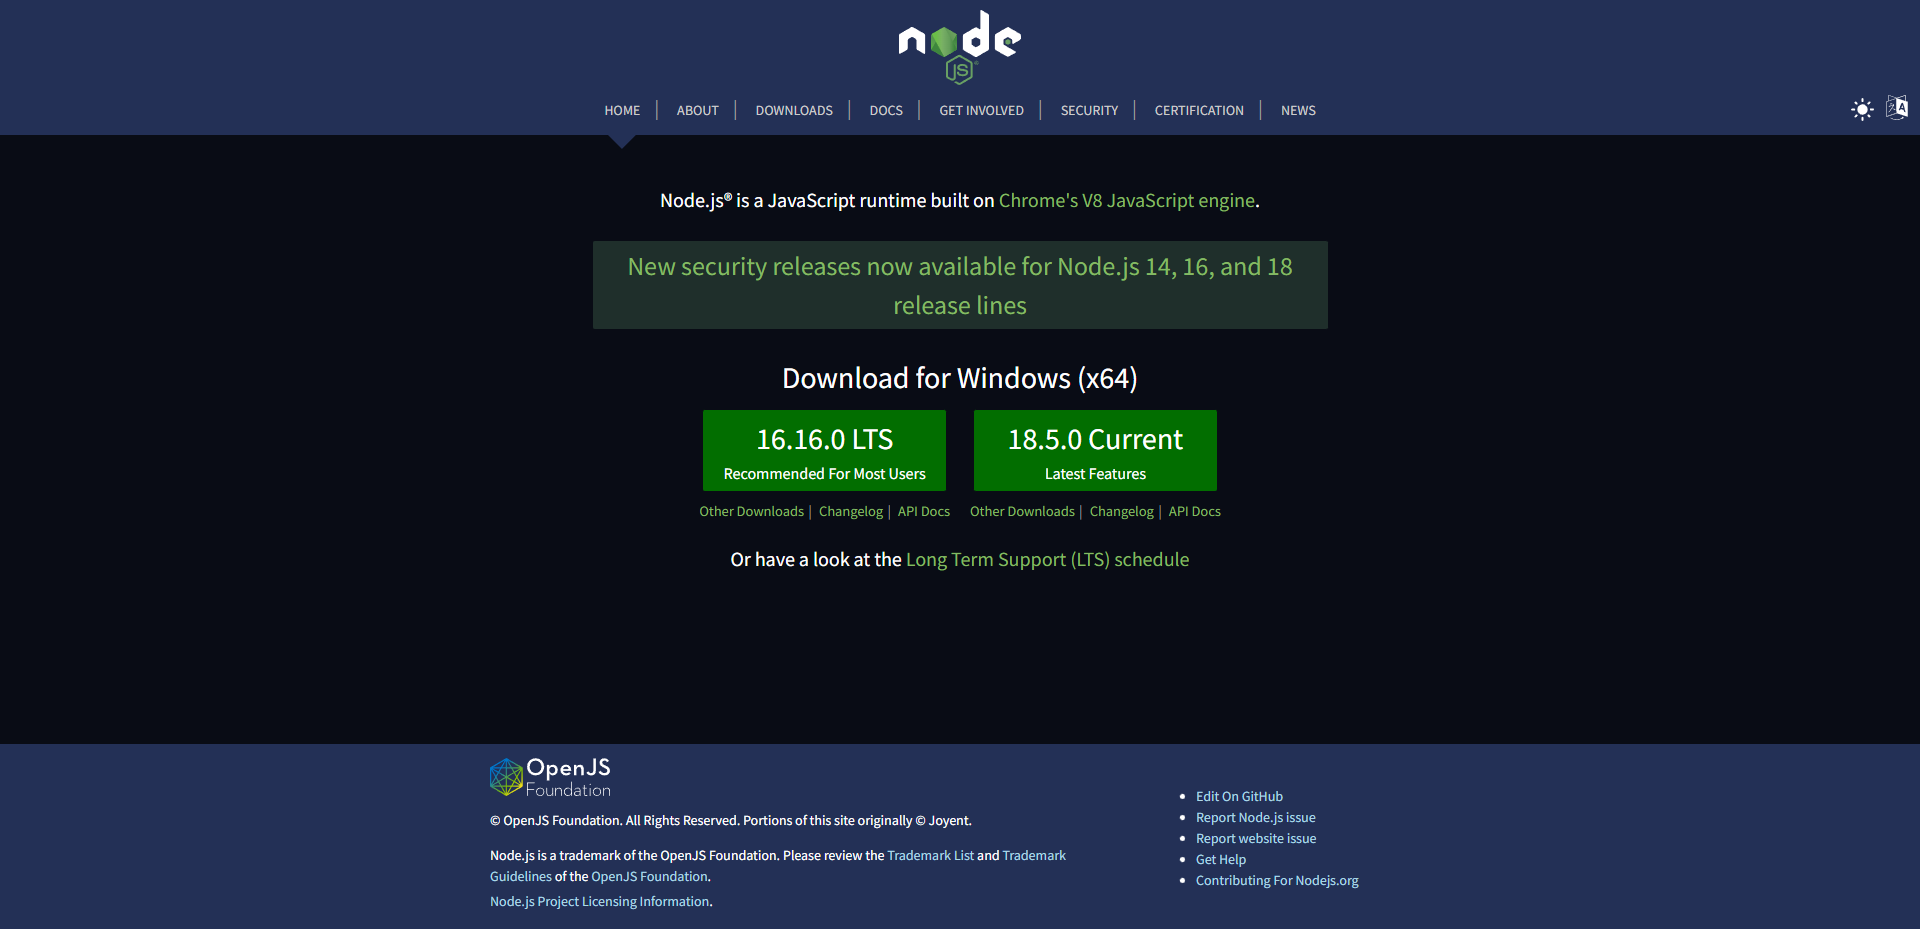 node
JS
HOME
ABOUT
DOWNLOADS
DOCS
GET INVOLVED
SECURITY
CERTIFICATION
NEWS
Node.js® is a JavaScript runtime built on Chrome's V8 JavaScript engine.
New security releases now available for Node.js 14, 16, and 18
release lines
Download for Windows (x64)
16.16.0 LTS
Recommended For Most Users
18.5.0 Current
Latest Features
Other Downloads | Changelog | API Docs
Other Downloads | Changelog | API Docs
Or have a look at the Long Term Support (LTS) schedule
OpenJS
Foundation
© OpenJS Foundation. All Rights Reserved. Portions of this site originally © Joyent.
Node.js is a trademark of the OpenJS Foundation. Please review the Trademark List and Trademark
Guidelines of the OpenJS Foundation.
Node.js Project Licensing Information.
Edit On GitHub
Report Node.js issue
Report website issue
Get Help
Contributing For Nodejs.org